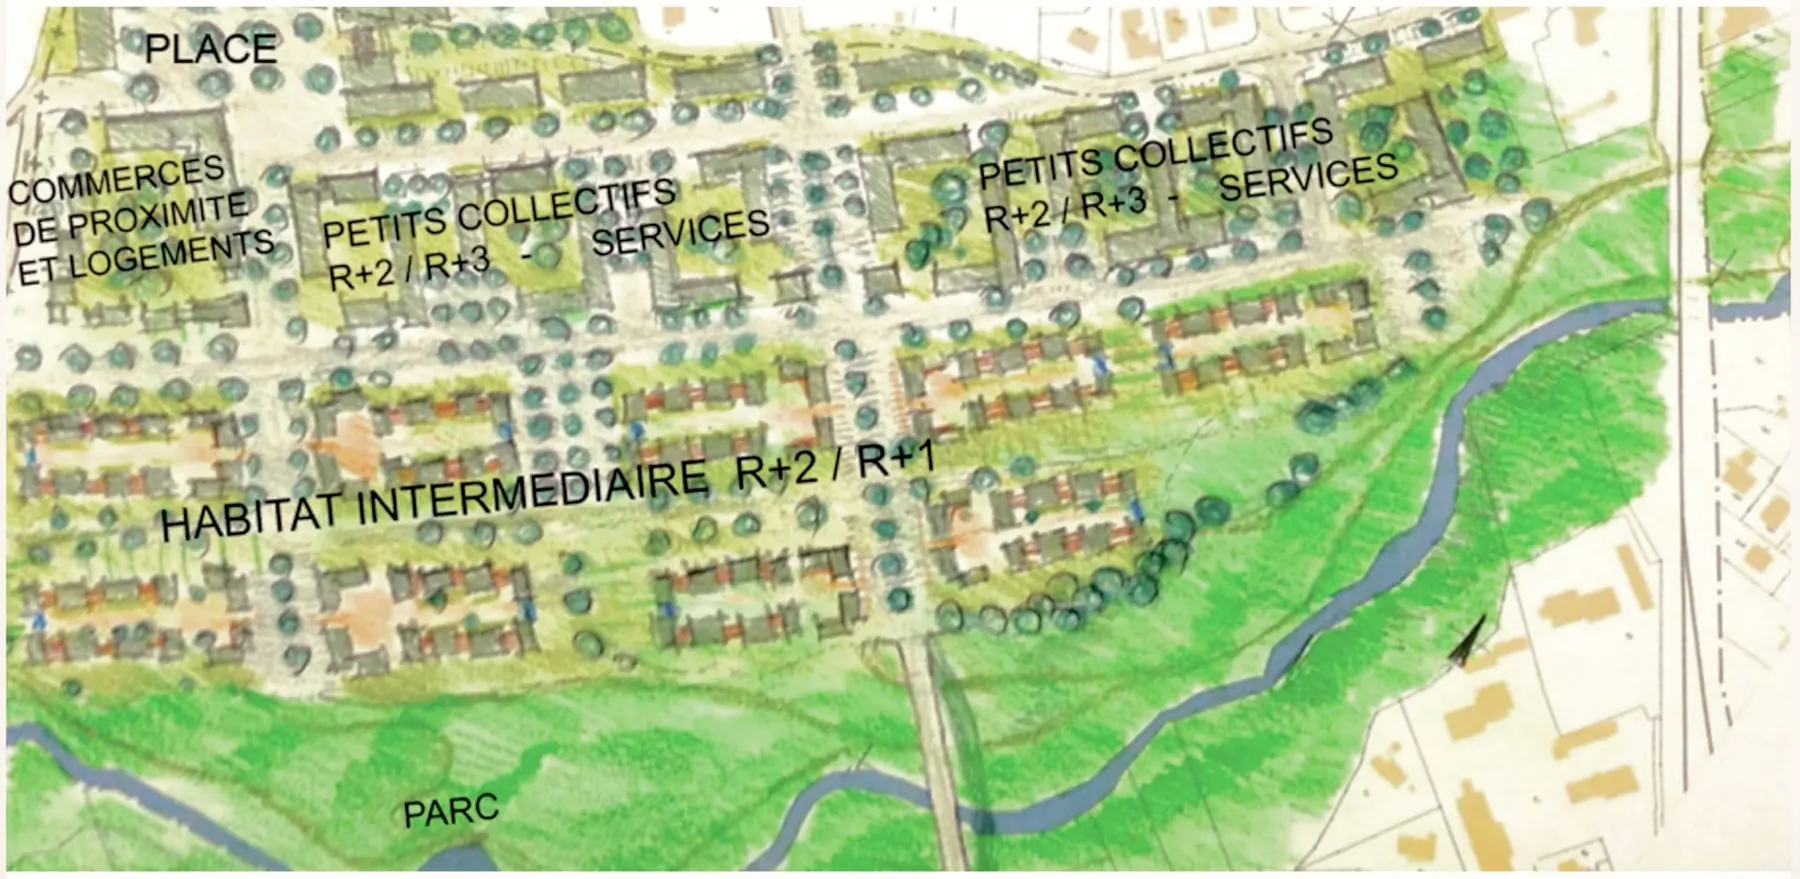 PLACE
COMMERCES
DE PROXIMITE
ET LOGEMENTS
PETITS COLLECTIFS
R+2 / R+3 - SERVICES
PETITS COLLECTIFS
R+2 / R+3 - SERVICES
HABITAT INTERMEDIAIRE R+2 / R+1
PARC